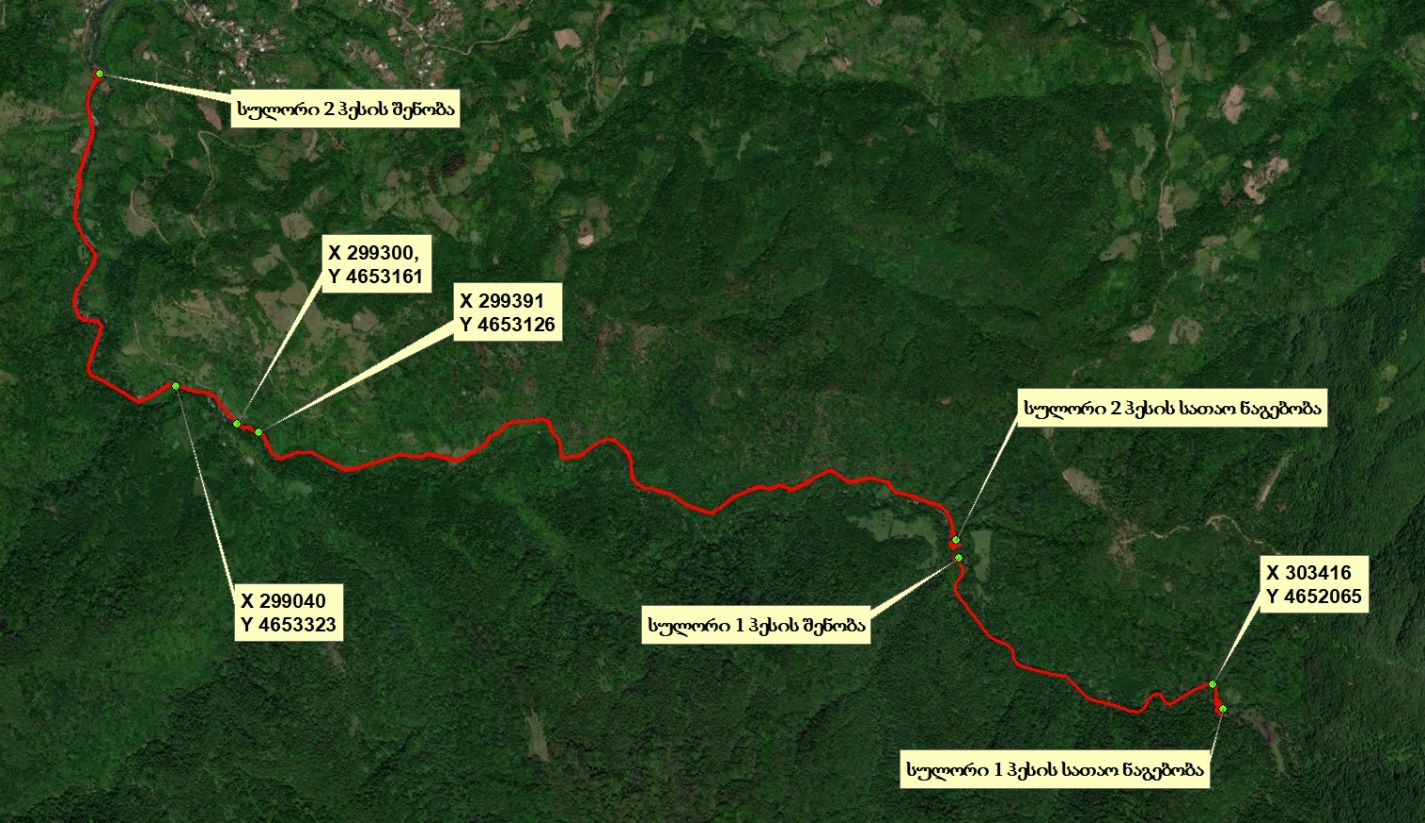 სულორი 2 ჰესის შენობა
X 299300,
Y 4653161
X 299391
Y 4653126
სულორი 2 ჰესის სათაო ნაგებობა
X 303416
Y 4652065
X 299040
Y 4653323
სულორი 1 ჰესის შენობა
სულორი 1 ჰესის სათაო ნაგებობა